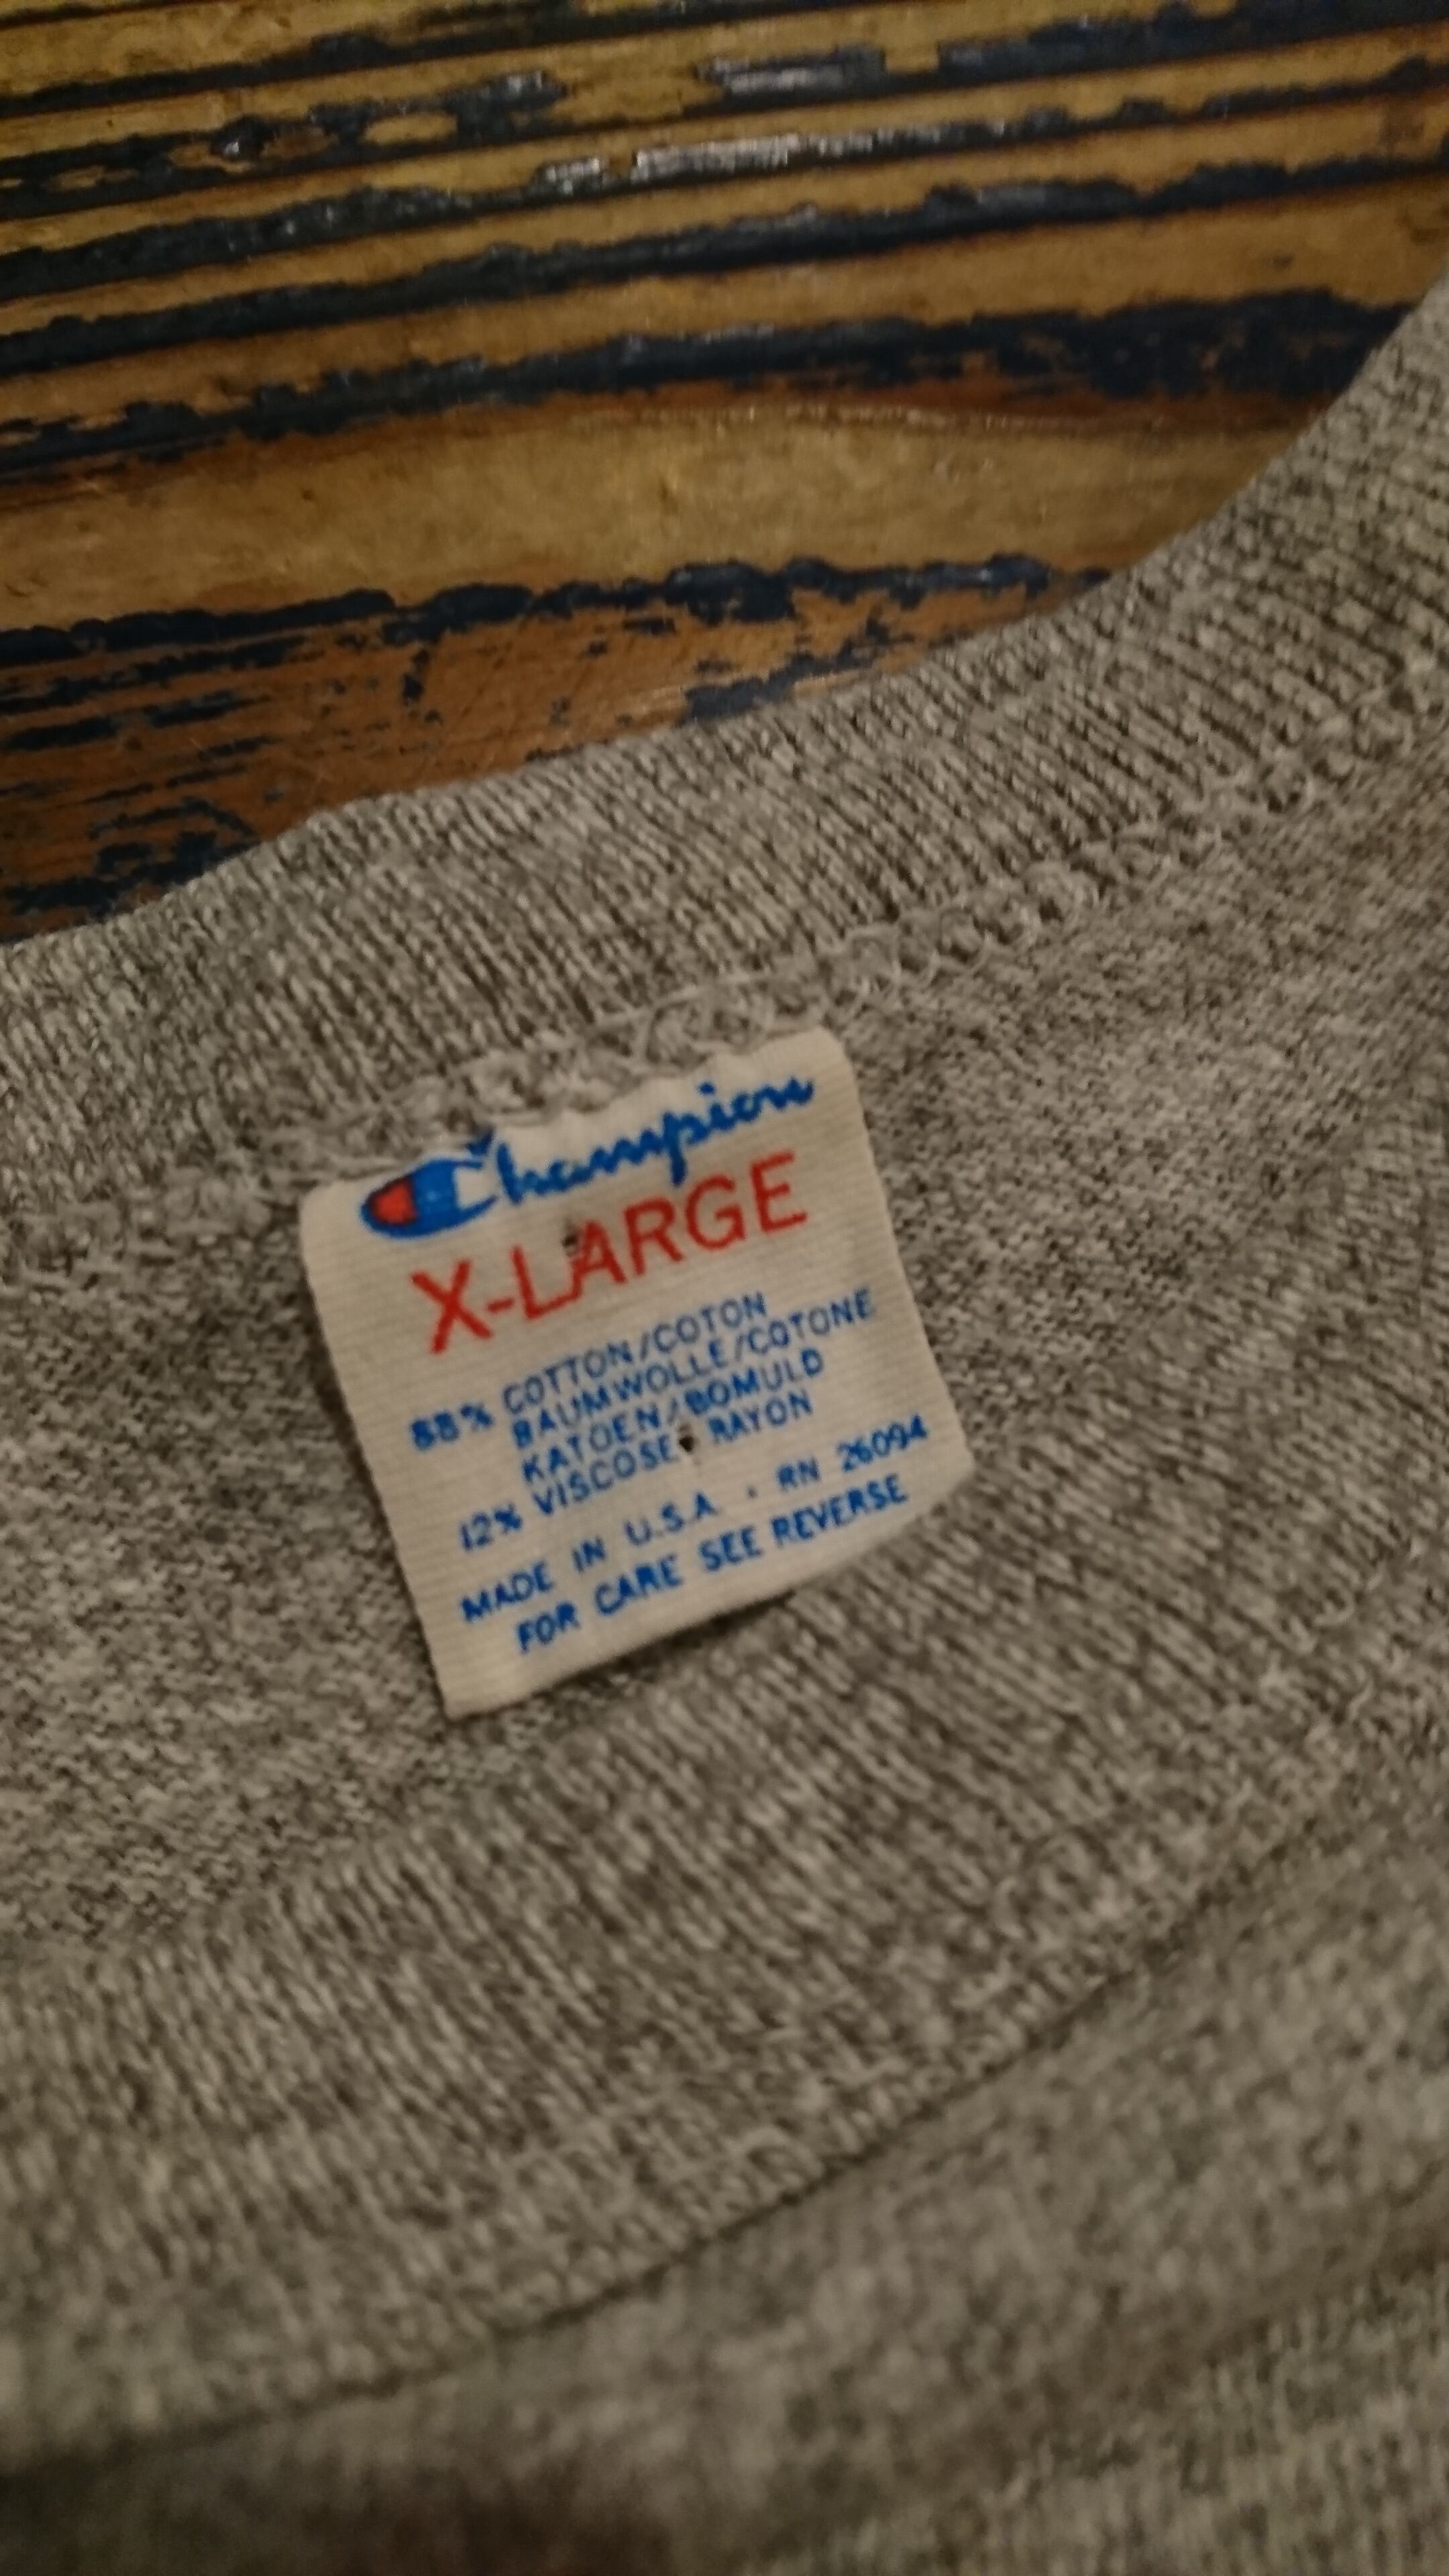 Champion
X-LARGE
88% COTTON/COTON
BAUMWOLLE/COTONE
KATOEN/BOMULD
12% VISCOSE RAYON
MADE IN U.S.A. · RN 26094
FOR CARE SEE REVERSE